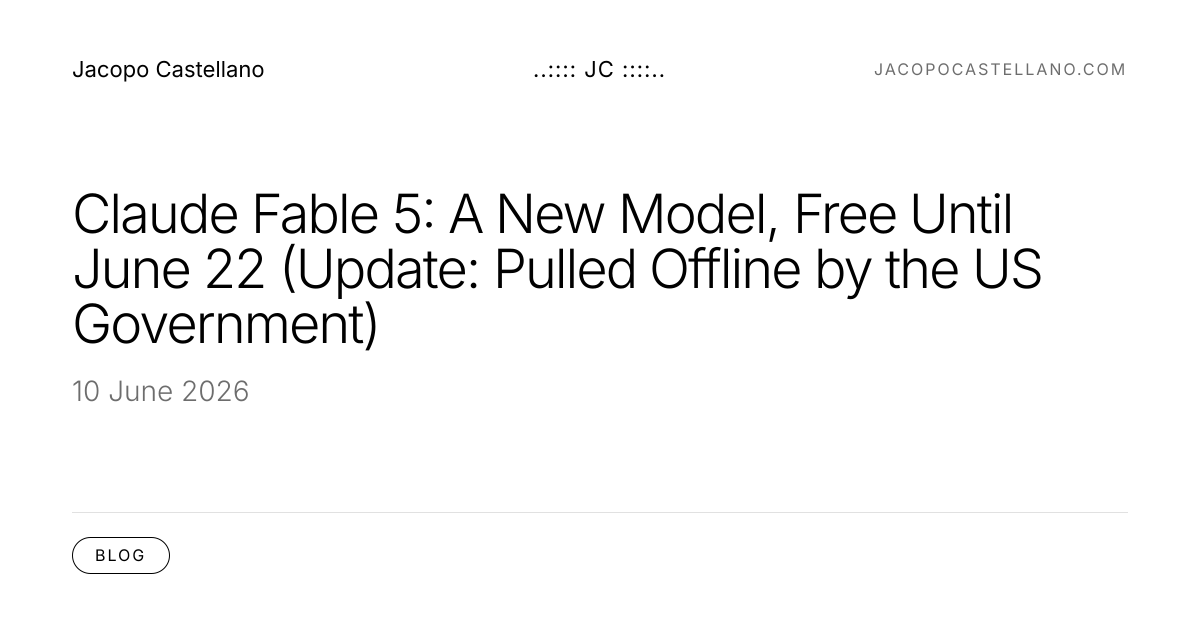 Jacopo Castellano
..:::: JC ::::..
JACOPOCASTELLANO.COM
Claude Fable 5: A New Model, Free Until
June 22 (Update: Pulled Offline by the US
Government)
10 June 2026
BLOG